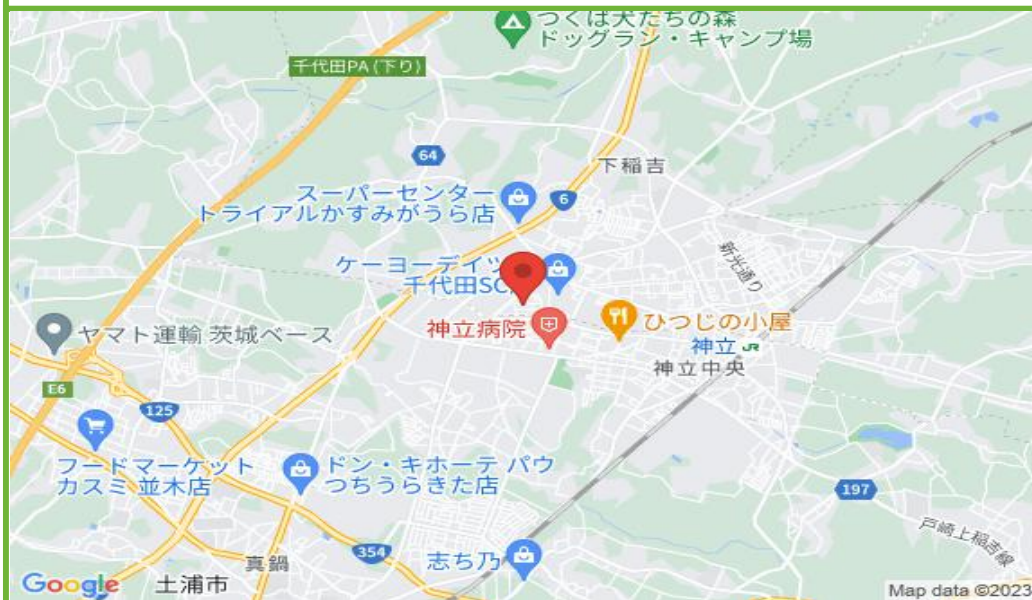 つくば犬たちの森
ドッグラン・キャンプ場
千代田PA(下り)
64
下稲吉
スーパーセンター
トライアルかすみがうら店
6
新光通り
ケーヨーデイツ
千代田SC
ヤマト運輸 茨城ベース
神立病院
ひつじの小屋
神立 JR
神立中央
E6
125
フードマーケット
カスミ 並木店
ドン・キホーテ パウ
つちうらきた店
197
戸崎上稲吉線
354
志ち乃
真鍋
Google
土浦市
Map data ©2023